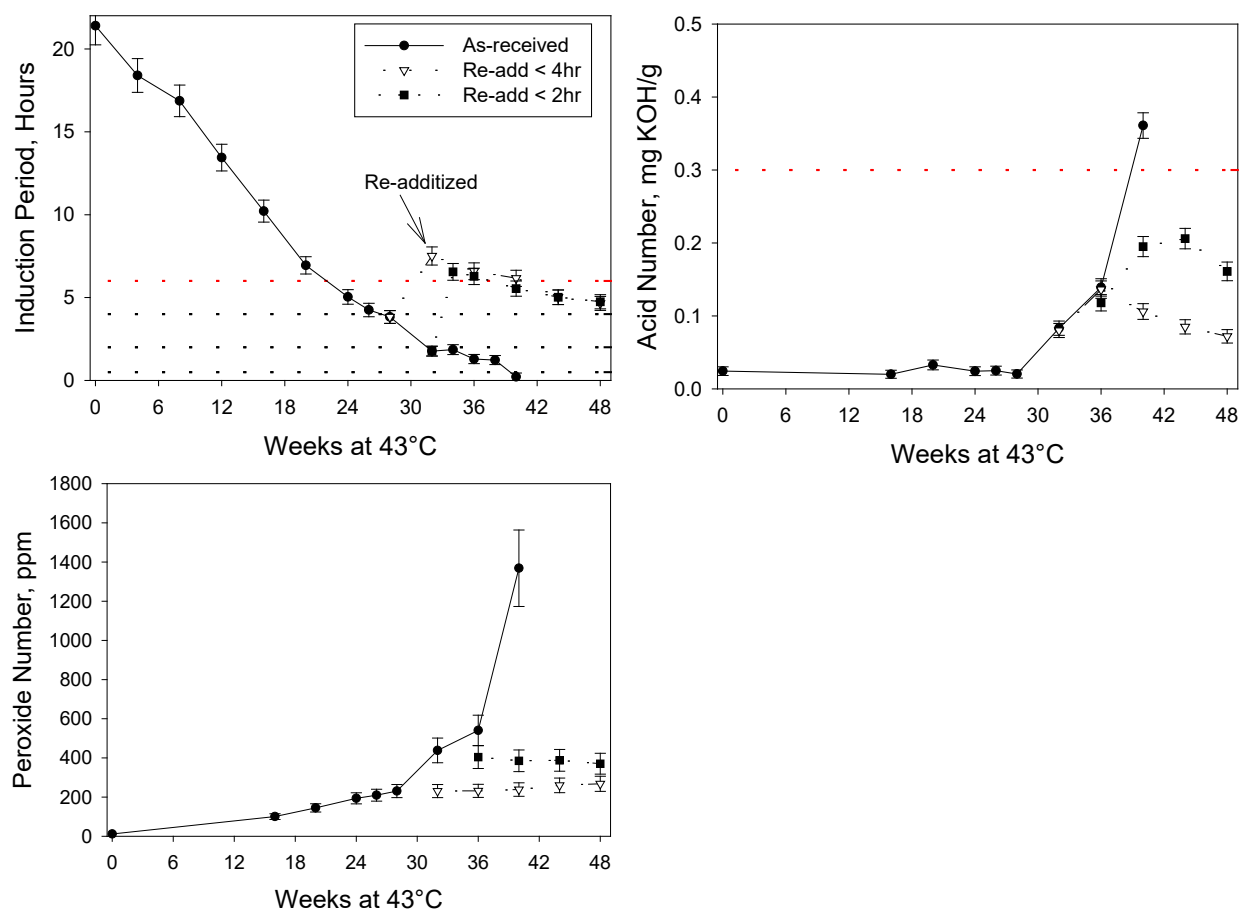 Induction Period, Hours
20
15
10
5
0
As-received
Re-add < 4hr
Re-add < 2hr
Re-additized
0 6 12 18 24 30 36 42 48
Weeks at 43°C
Acid Number, mg KOH/g
0.5
0.4
0.3
0.2
0.1
0.0
0 6 12 18 24 30 36 42 48
Weeks at 43°C
Peroxide Number, ppm
1800
1600
1400
1200
1000
800
600
400
200
0
0 6 12 18 24 30 36 42 48
Weeks at 43°C